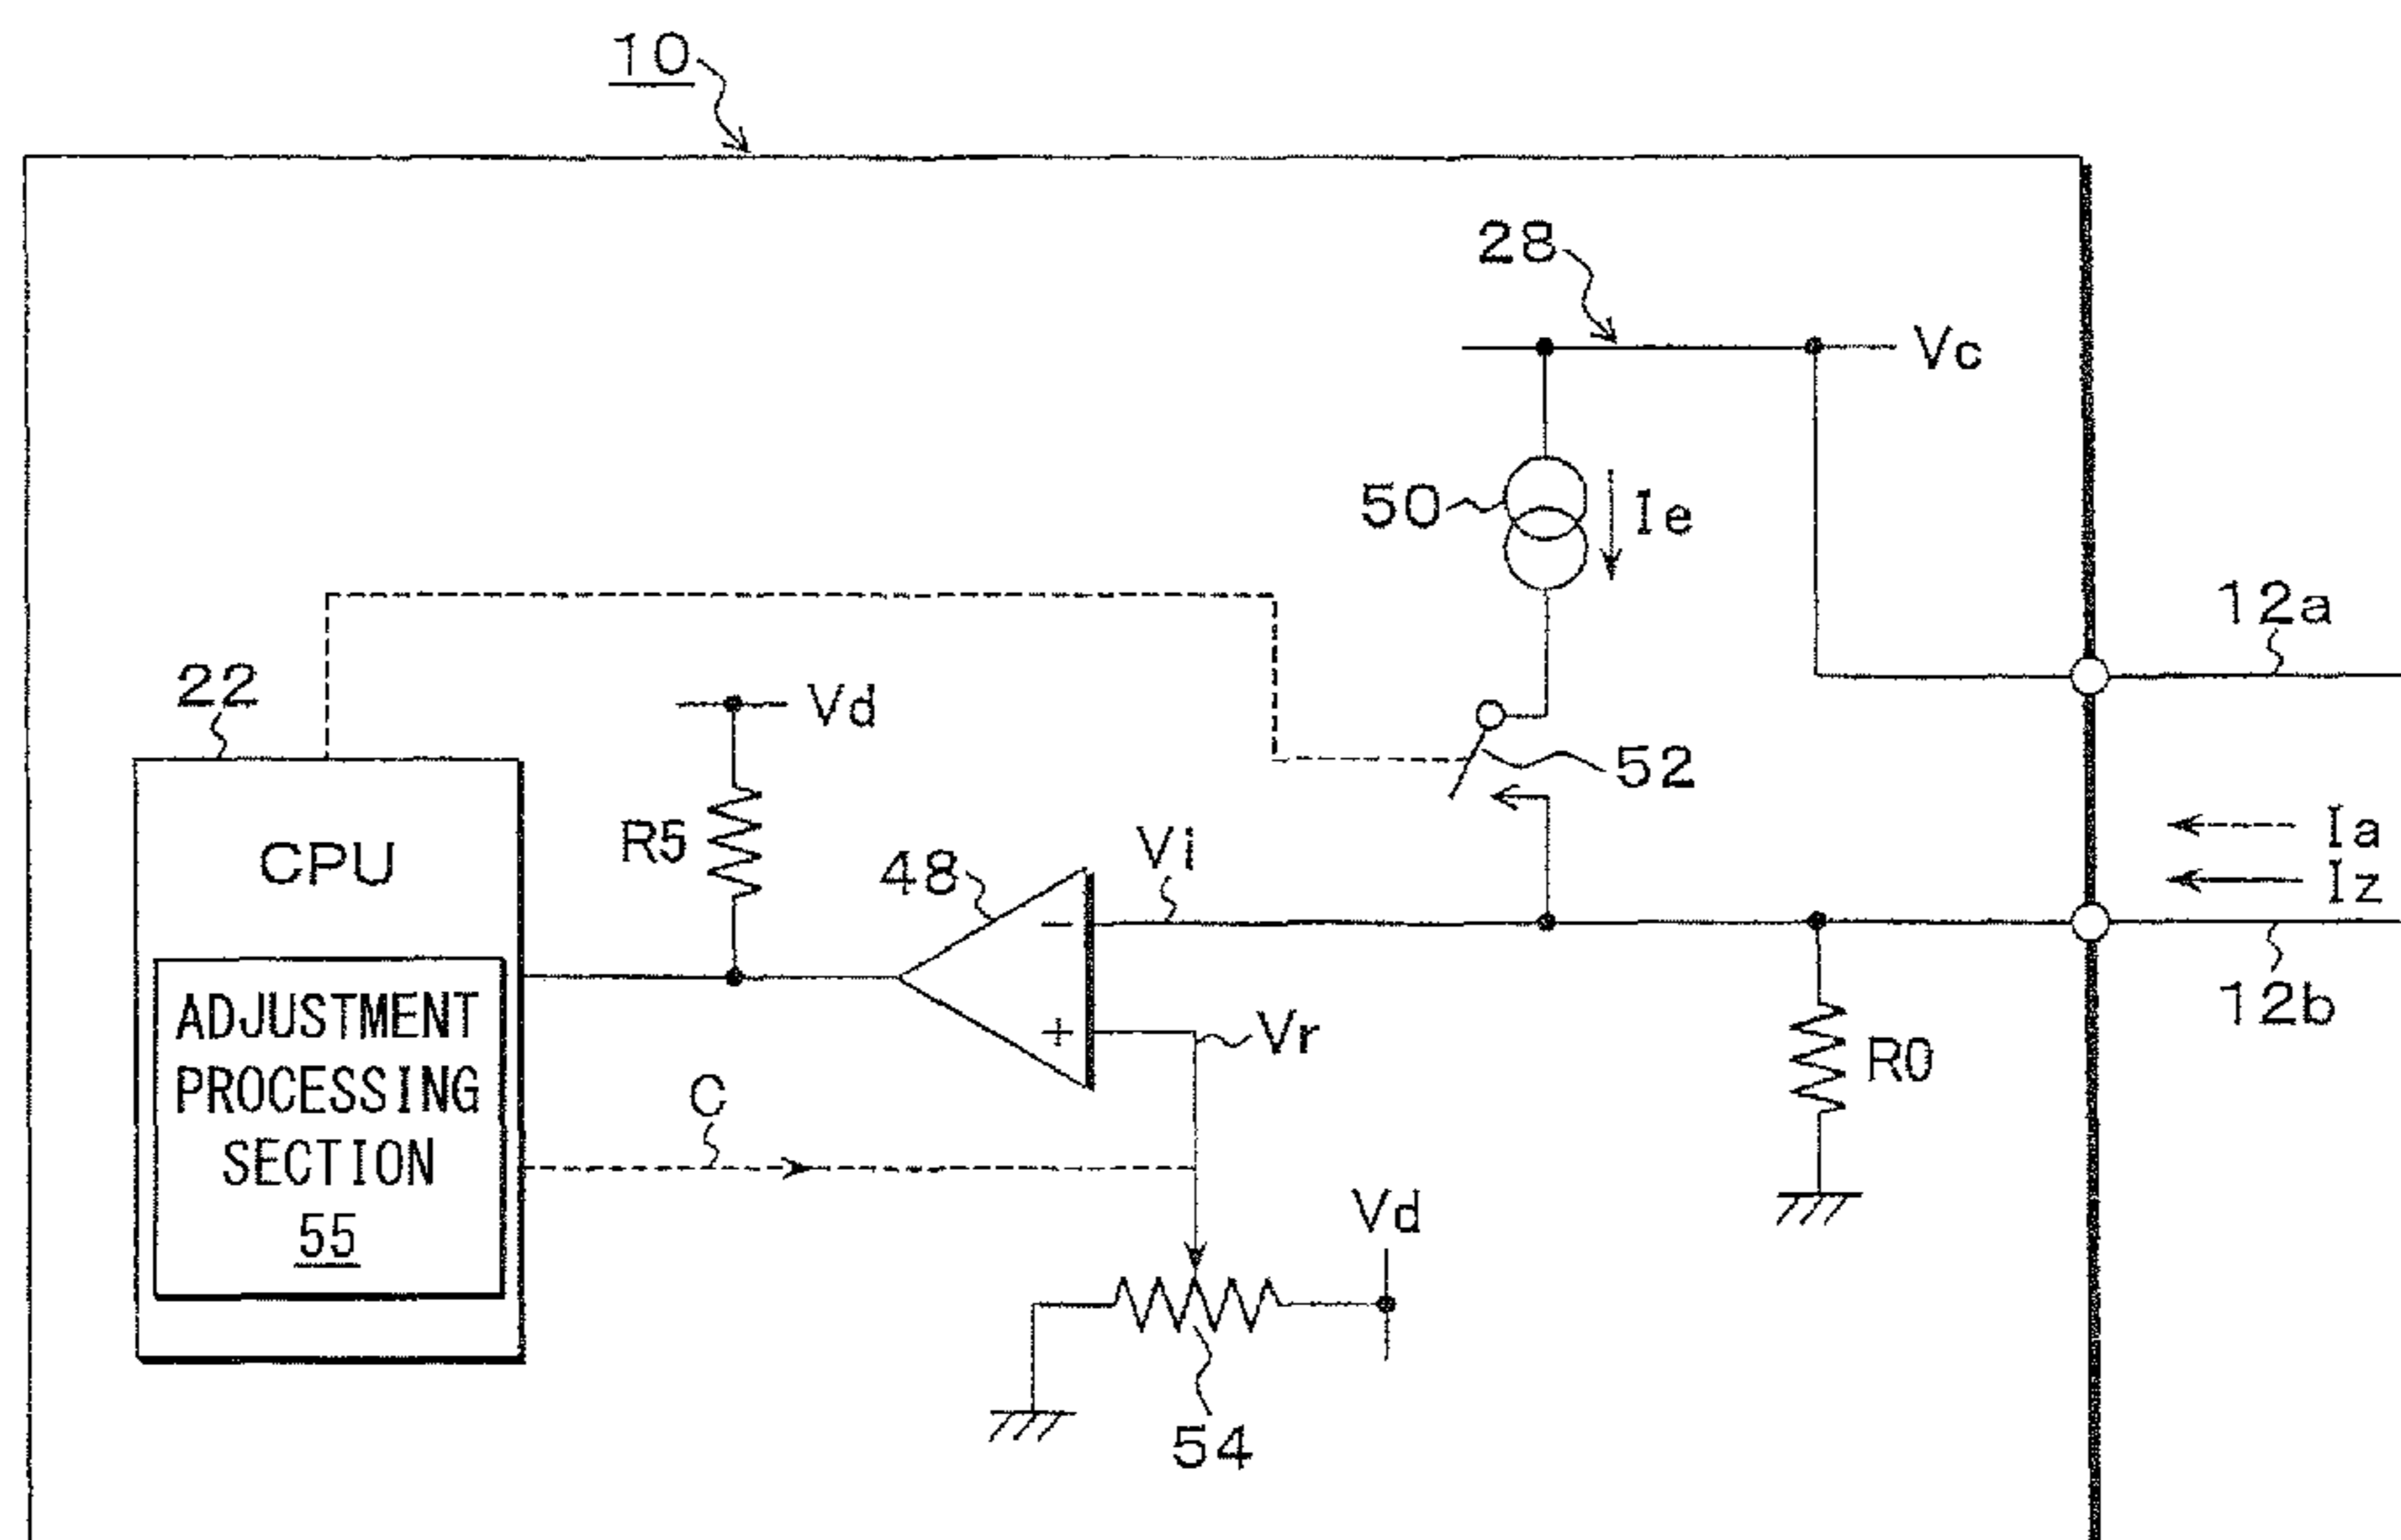 10
28
Vc
50
Ie
12a
22
Vd
52
R5
Vi
48
Ia
Iz
CPU
12b
ADJUSTMENT
PROCESSING
SECTION
55
-
+
Vr
R0
C
Vd
54